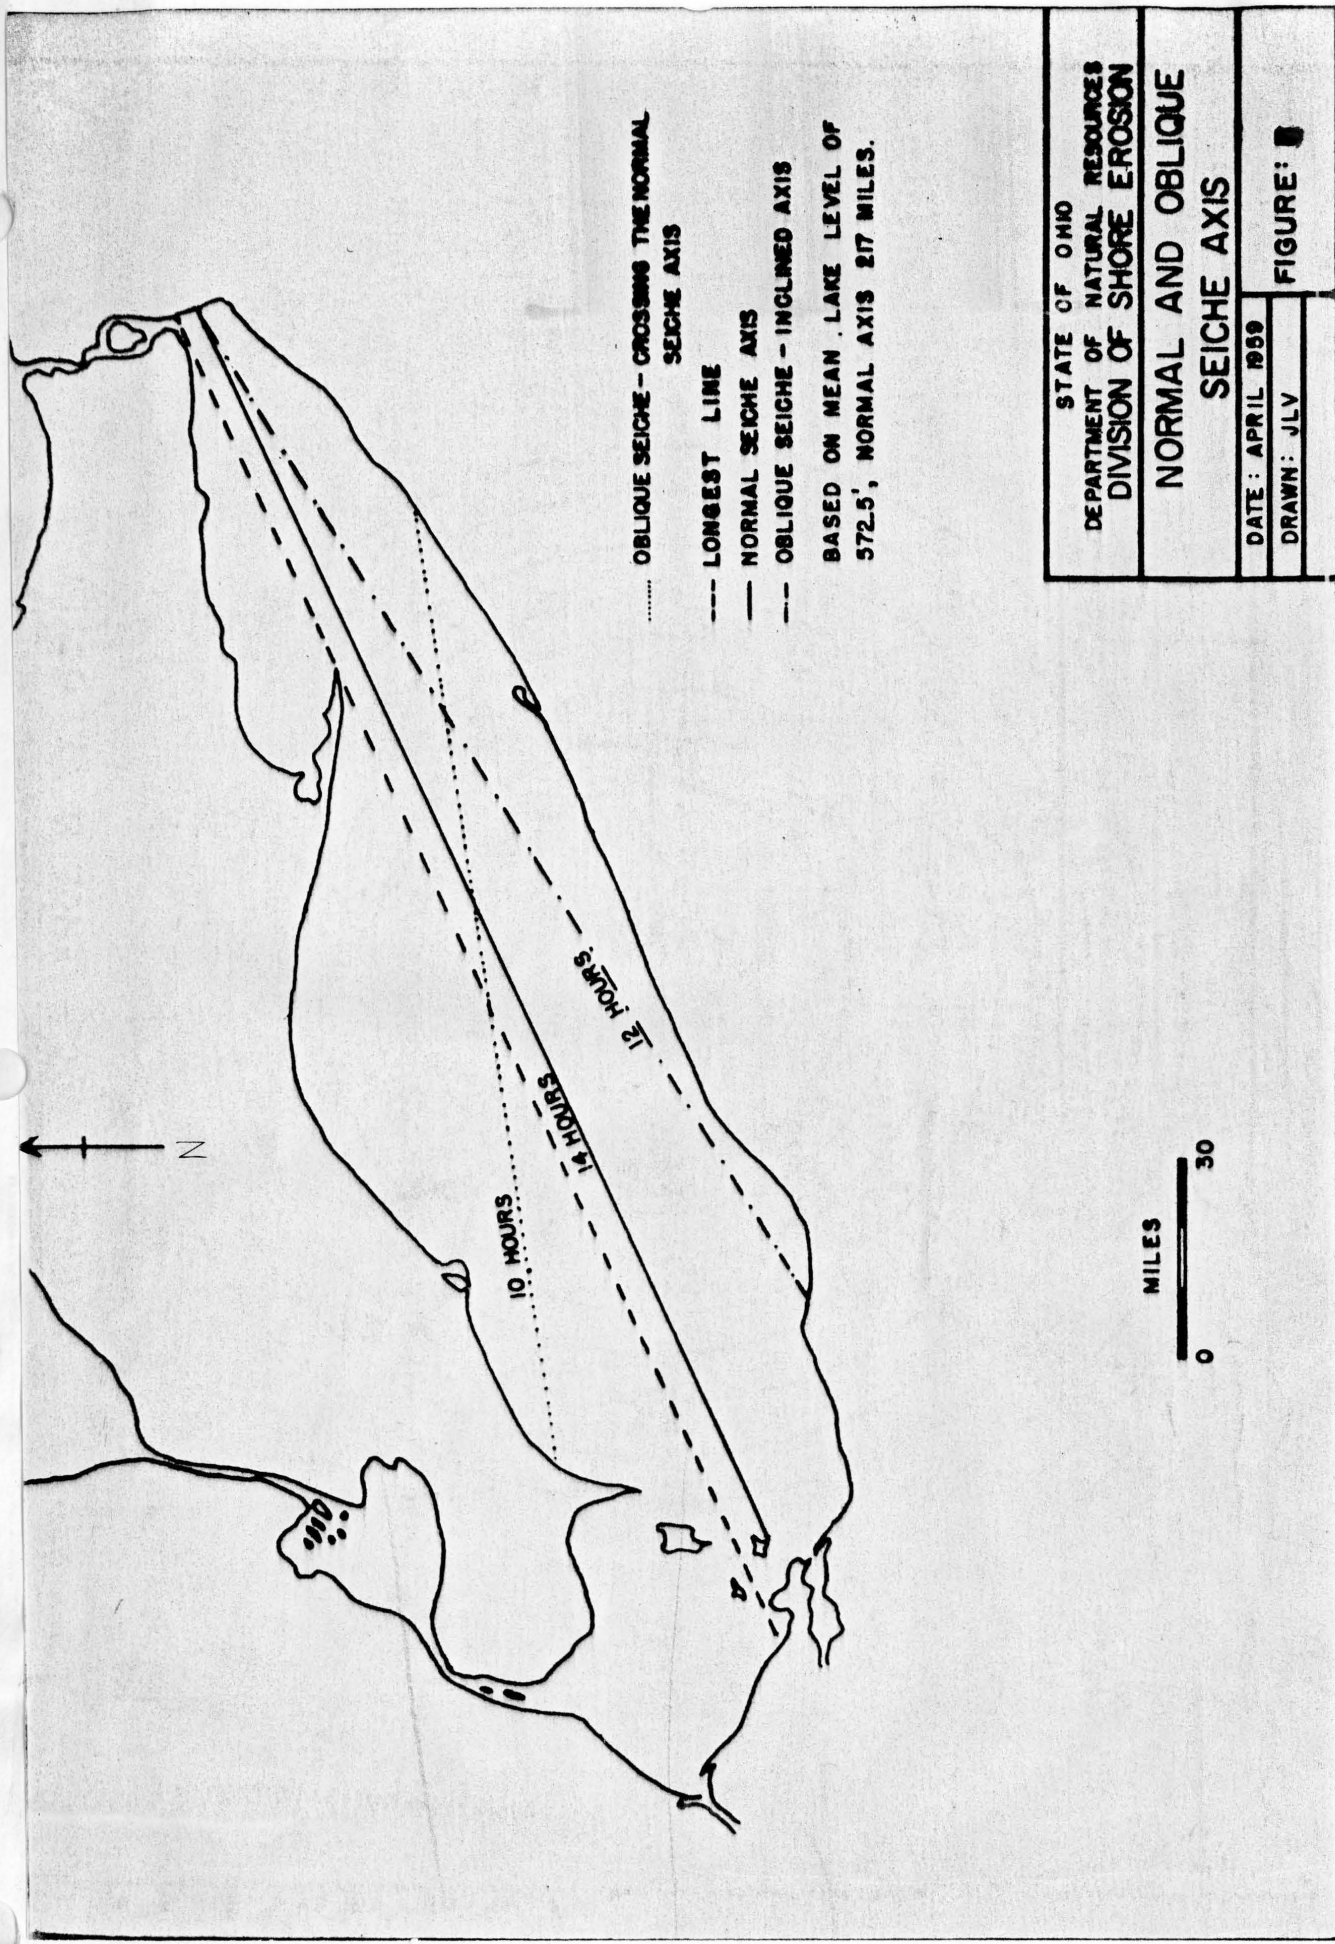 N
10 HOURS
14 HOURS
12 HOURS
OBLIQUE SEICHE - CROSSING THE NORMAL
SEICHE AXIS
LONGEST LINE
NORMAL SEICHE AXIS
OBLIQUE SEICHE - INCLINED AXIS
BASED ON MEAN LAKE LEVEL OF
572.5', NORMAL AXIS 217 MILES.
MILES
0 30
STATE OF OHIO
DEPARTMENT OF NATURAL RESOURCES
DIVISION OF SHORE EROSION
NORMAL AND OBLIQUE
SEICHE AXIS
DATE: APRIL 1959
DRAWN: JLV
FIGURE: